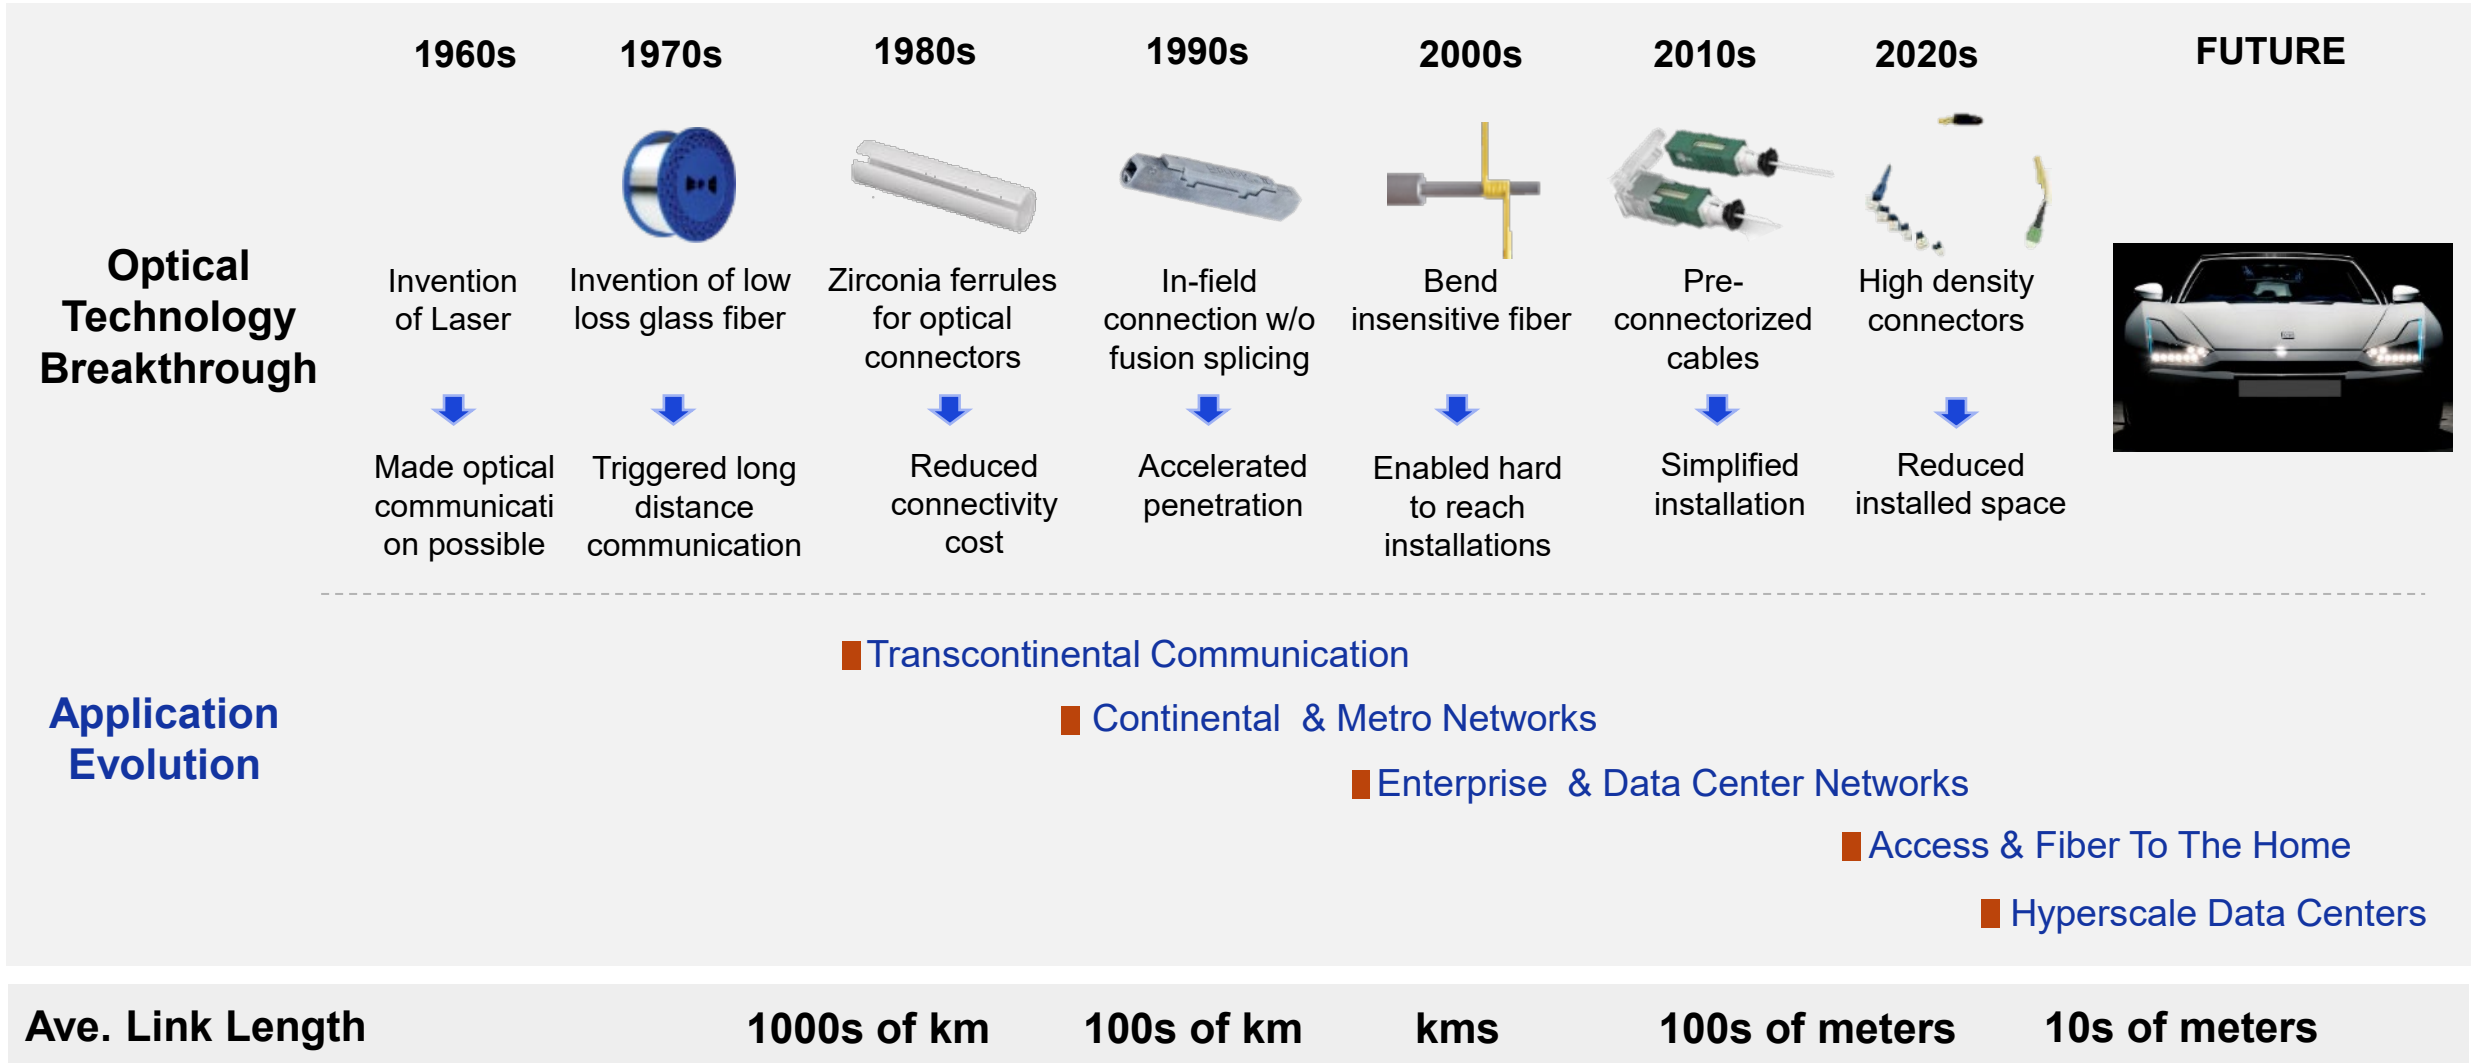 1960s 1970s 1980s 1990s 2000s 2010s 2020s FUTURE
Optical
Technology
Breakthrough
Invention
of Laser
Invention of low
loss glass fiber
Zirconia ferrules
for optical
connectors
In-field
connection w/o
fusion splicing
Bend
insensitive fiber
Pre-
connectorized
cables
High density
connectors
Made optical
communicati
on possible
Triggered long
distance
communication
Reduced
connectivity
cost
Accelerated
penetration
Enabled hard
to reach
installations
Simplified
installation
Reduced
installed space
Application
Evolution
Transcontinental Communication
Continental & Metro Networks
Enterprise & Data Center Networks
Access & Fiber To The Home
Hyperscale Data Centers
Ave. Link Length 1000s of km 100s of km kms 100s of meters 10s of meters